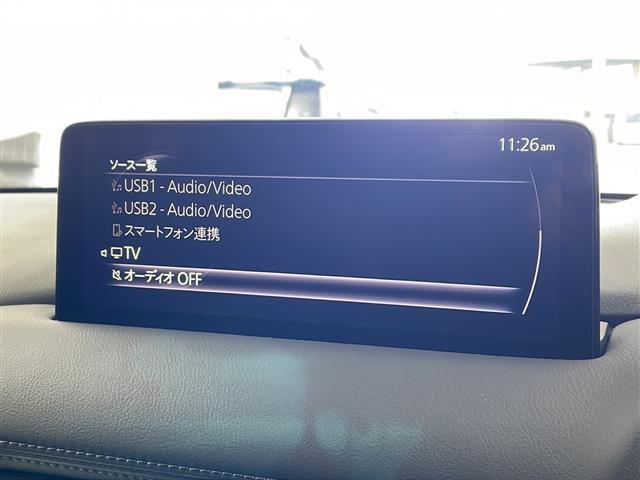 11:26am
ソース一覧
USB1 - Audio/Video
USB2 - Audio/Video
スマートフォン連携
TV
オーディオ OFF